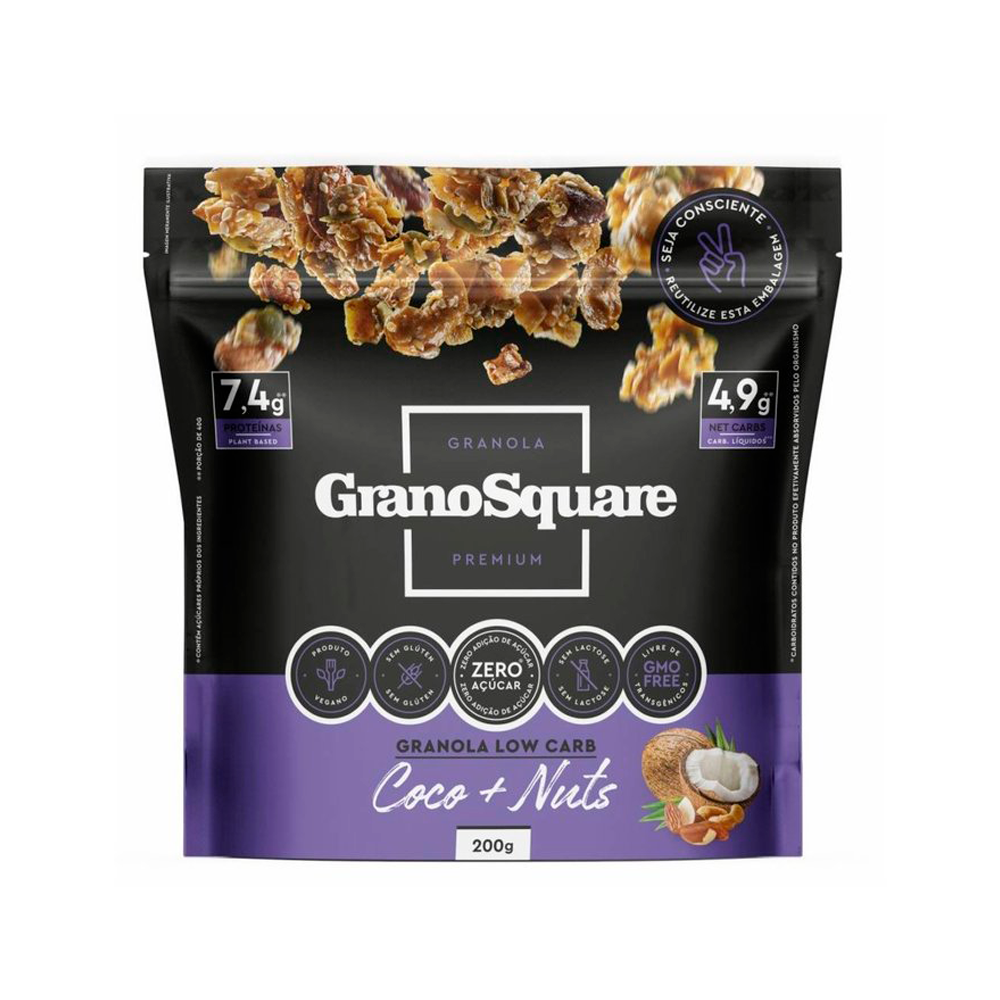 IMAGEM MERAMENTE ILUSTRATIVA
SEJA CONSCIENTE
REUTILIZE ESTA EMBALAGEM
7,4g**
PROTEÍNAS
PLANT BASED
4,9g**
NET CARBS
CARB. LÍQUIDOS***
GRANOLA
GranoSquare
PREMIUM
* CONTÉM AÇÚCARES PRÓPRIOS DOS INGREDIENTES ** PORÇÃO DE 40G
*CARBOIDRATOS CONTIDOS NO PRODUTO EFETIVAMENTE ABSORVIDOS PELO ORGANISMO
PRODUTO
VEGANO
SEM GLÚTEN
SEM GLÚTEN
ZERO ADIÇÃO DE AÇÚCAR
ZERO*
AÇÚCAR
ZERO ADIÇÃO DE AÇÚCAR
SEM LACTOSE
SEM LACTOSE
LIVRE DE
GMO
FREE
TRANSGÊNICOS
GRANOLA LOW CARB
Coco + Nuts
200g